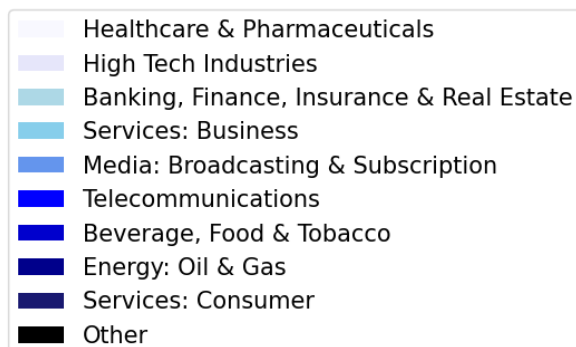 Healthcare & Pharmaceuticals
High Tech Industries
Banking, Finance, Insurance & Real Estate
Services: Business
Media: Broadcasting & Subscription
Telecommunications
Beverage, Food & Tobacco
Energy: Oil & Gas
Services: Consumer
Other